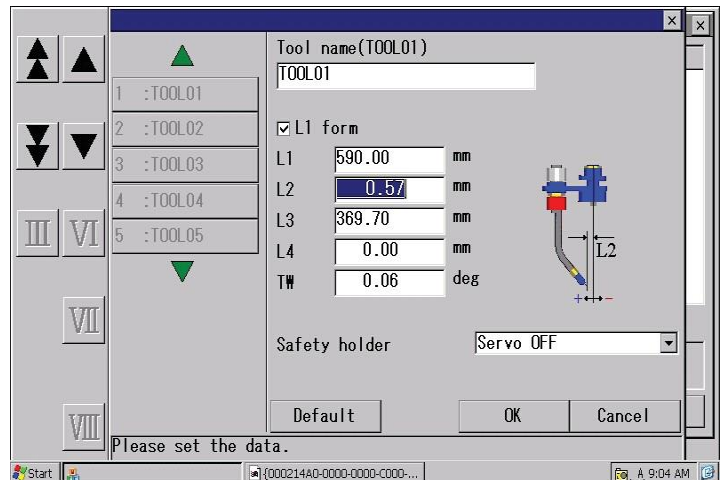 Tool name(TOOL01)
TOOL01
1 :TOOL01
2 :TOOL02
3 :TOOL03
4 :TOOL04
5 :TOOL05
L1 form
L1 590.00 mm
L2 0.57 mm
L3 369.70 mm
L4 0.00 mm
TW 0.06 deg
L2
+ -
III VI
VII
VIII
Safety holder Servo OFF
Default OK Cancel
Please set the data.
Start {000214A0-0000-0000-C000-... A 9:04 AM